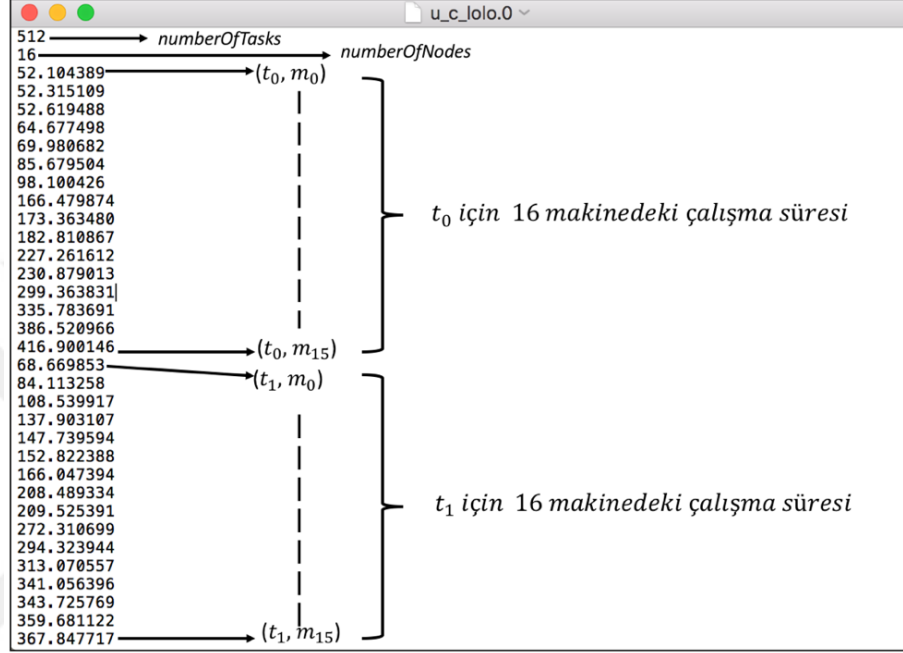 u_c_lolo.0
512 numberOfTasks
16 numberOfNodes
52.104389 (t₀, m₀)
52.315109
52.619488
64.677498
69.980682
85.679504
98.100426
166.479874
173.363480 t₀ için 16 makinedeki çalışma süresi
182.810867
227.261612
230.879013
299.363831
335.783691
386.520966
416.900146 (t₀, m₁₅)
68.669853 (t₁, m₀)
84.113258
108.539917
137.903107
147.739594
152.822388
166.047394
208.489334
209.525391 t₁ için 16 makinedeki çalışma süresi
272.310699
294.323944
313.070557
341.056396
343.725769
359.681122
367.847717 (t₁, m₁₅)